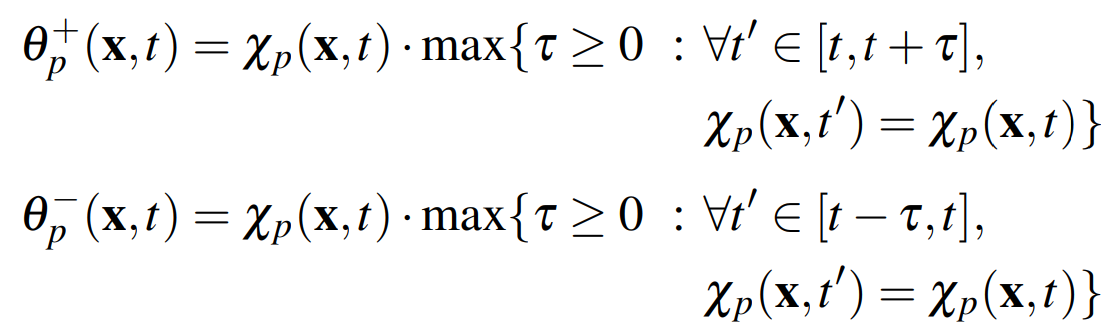 θ_p^+(𝐱,t) = χ_p(𝐱,t) · max{τ ≥ 0 : ∀t′ ∈ [t, t + τ],
χ_p(𝐱,t′) = χ_p(𝐱,t)}
θ_p^−(𝐱,t) = χ_p(𝐱,t) · max{τ ≥ 0 : ∀t′ ∈ [t − τ, t],
χ_p(𝐱,t′) = χ_p(𝐱,t)}